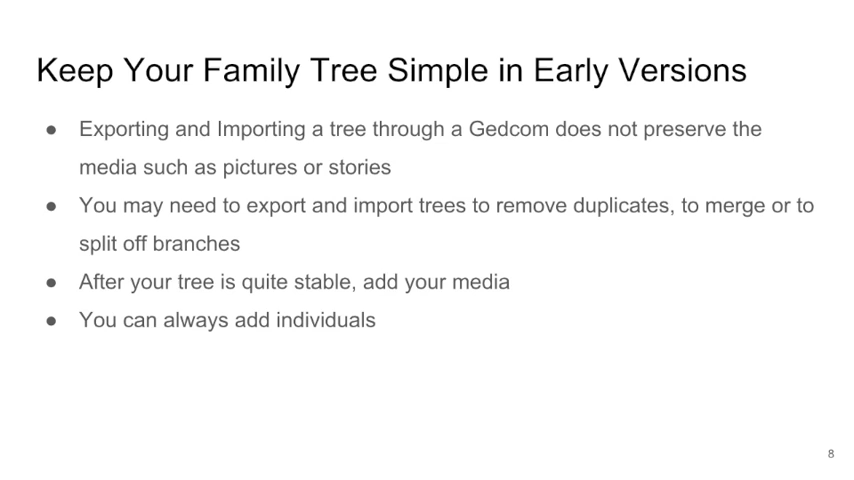 Keep Your Family Tree Simple in Early Versions
● Exporting and Importing a tree through a Gedcom does not preserve the
media such as pictures or stories
● You may need to export and import trees to remove duplicates, to merge or to
split off branches
● After your tree is quite stable, add your media
● You can always add individuals
8